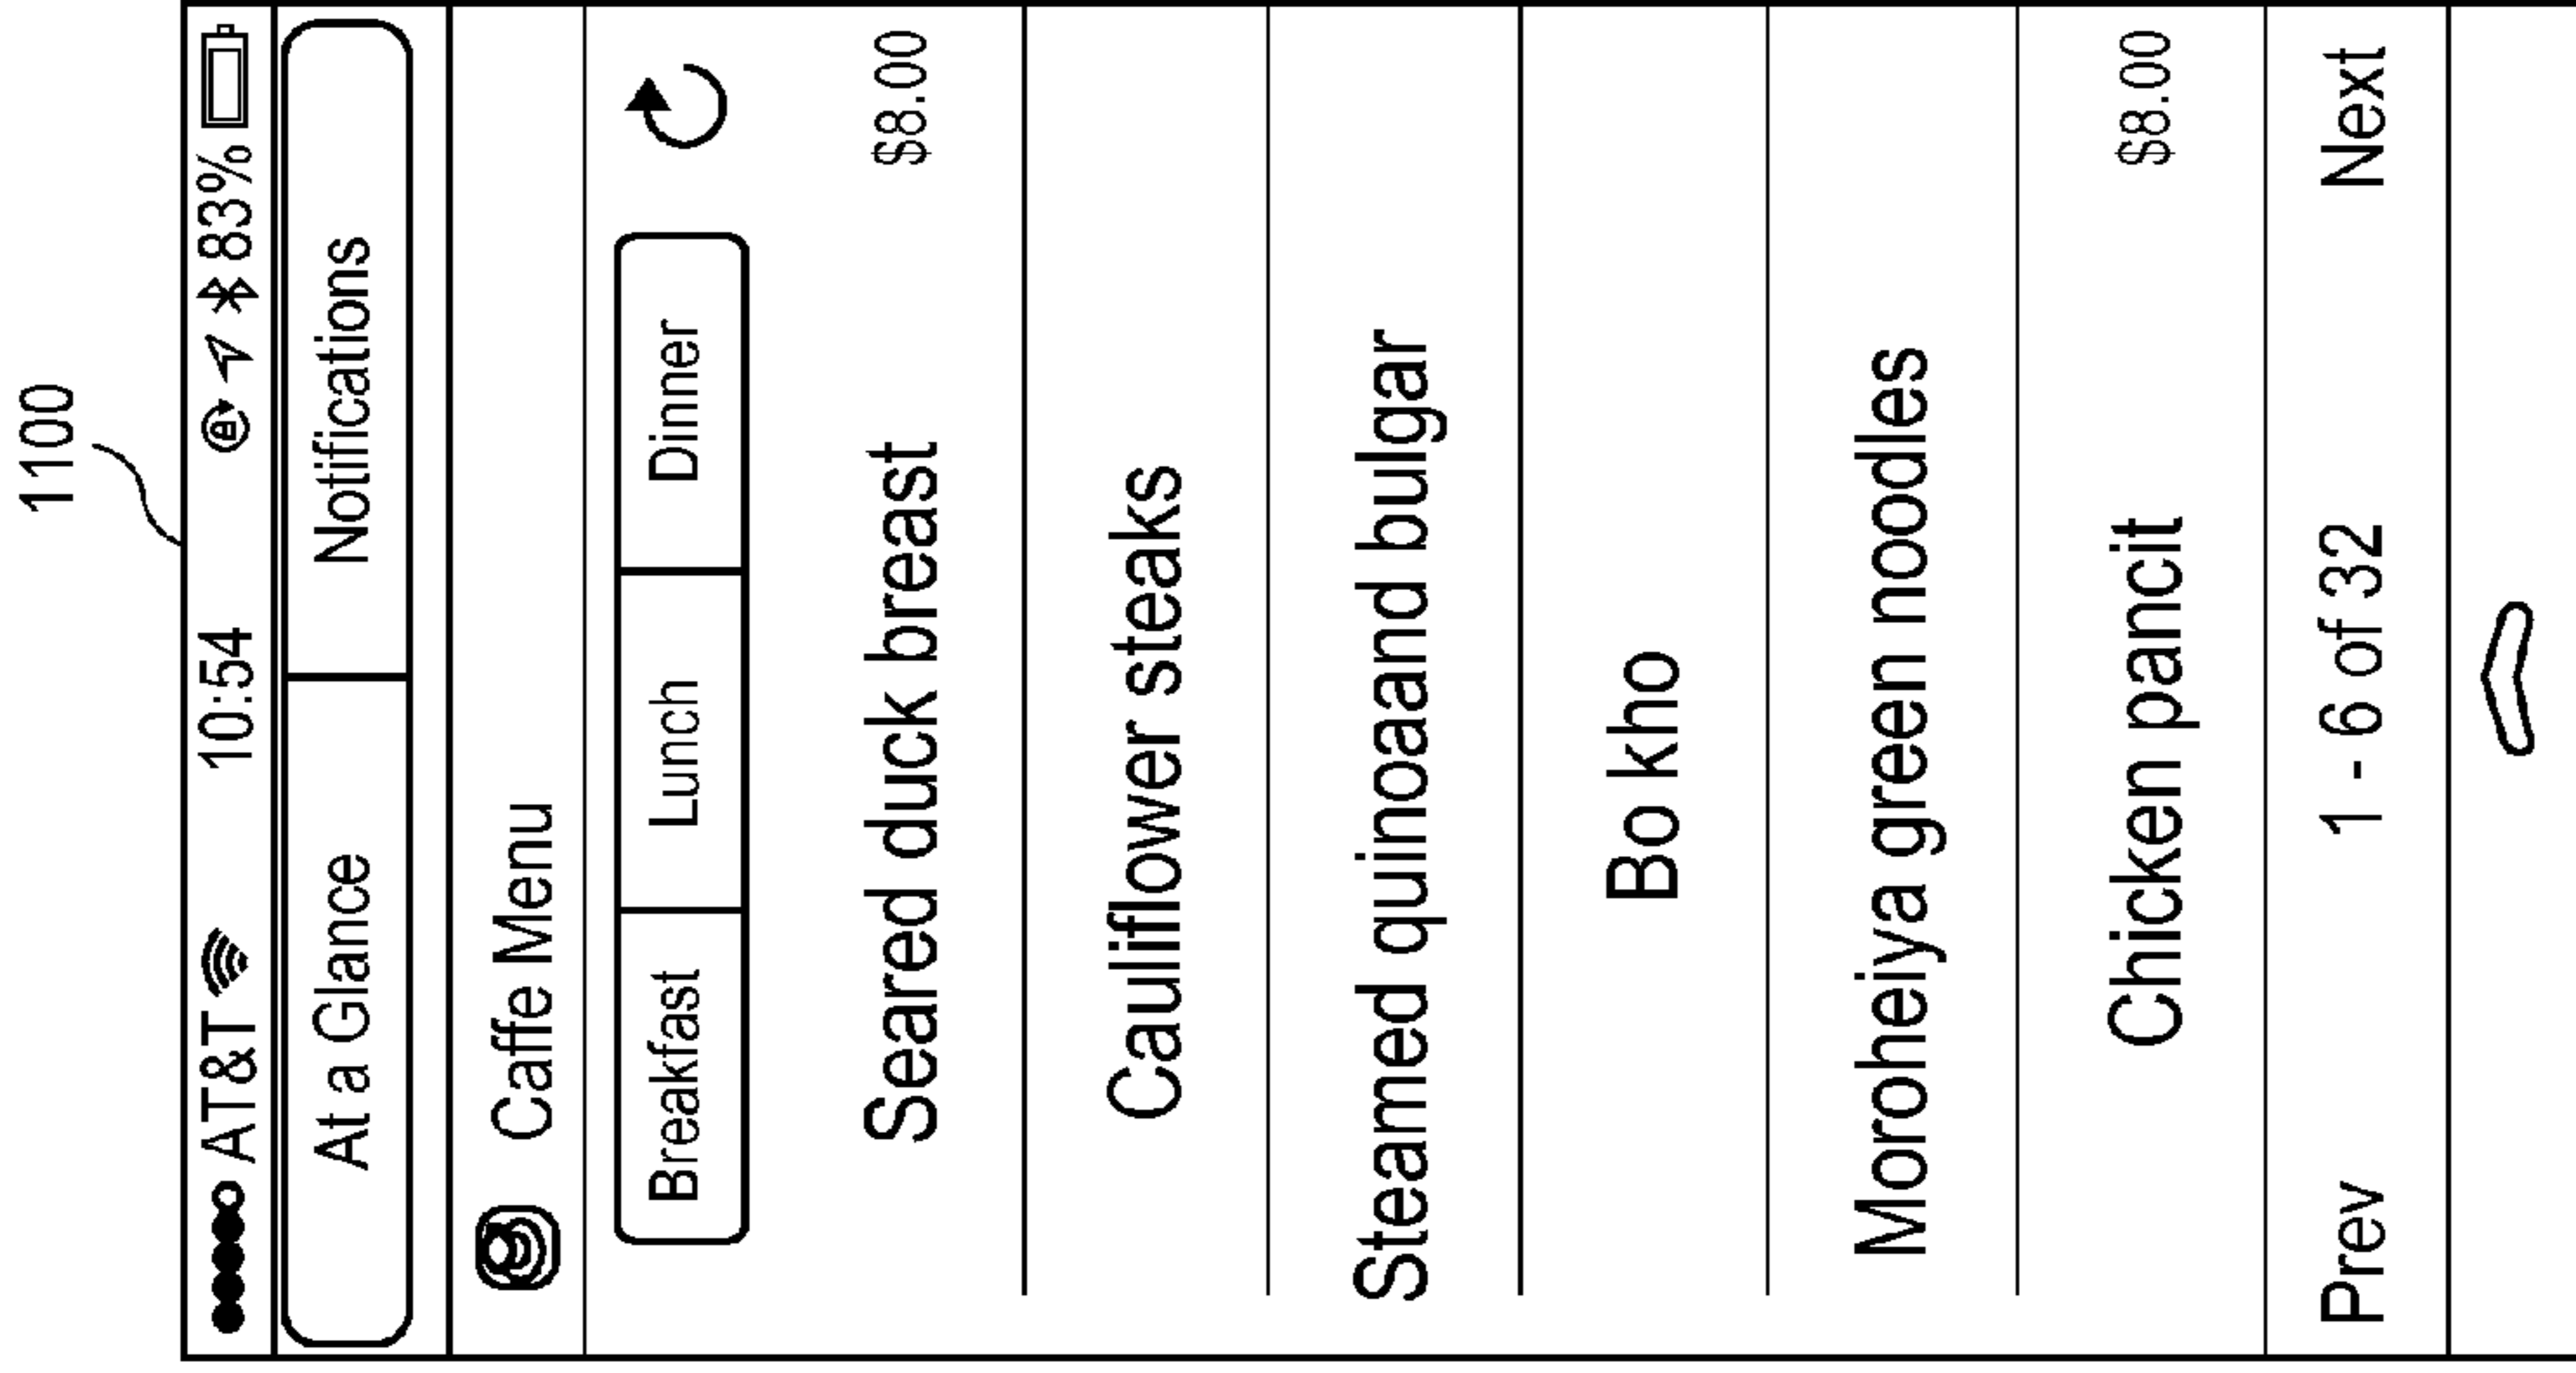 1100
AT&T 10:54 83%
At a Glance Notifications
Caffe Menu
Breakfast Lunch Dinner
Seared duck breast $8.00
Cauliflower steaks
Steamed quinoaand bulgar
Bo kho
Moroheiya green noodles
Chicken pancit $8.00
Prev 1 - 6 of 32 Next